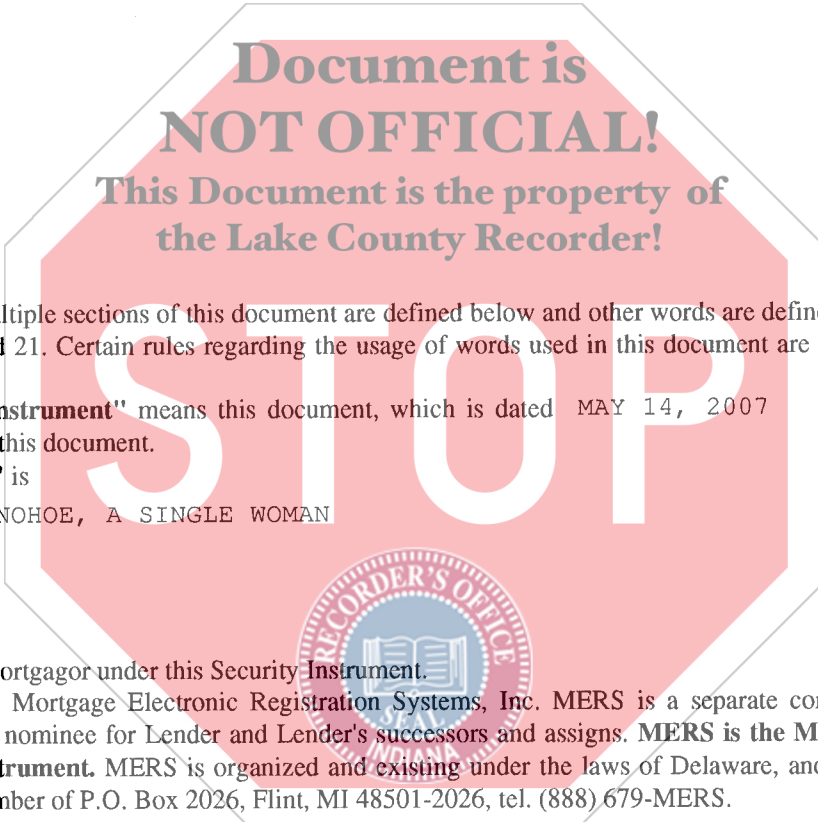 Document is
NOT OFFICIAL!
This Document is the property of
the Lake County Recorder!
ltiple sections of this document are defined below and other words are define
d 21. Certain rules regarding the usage of words used in this document are
nstrument" means this document, which is dated MAY 14, 2007
this document.
" is
NOHOE, A SINGLE WOMAN
STOP
RECORDER'S OFFICE
SEAL
INDIANA
ortgagor under this Security Instrument.
Mortgage Electronic Registration Systems, Inc. MERS is a separate cor
nominee for Lender and Lender's successors and assigns. MERS is the M
trument. MERS is organized and existing under the laws of Delaware, and
mber of P.O. Box 2026, Flint, MI 48501-2026, tel. (888) 679-MERS.